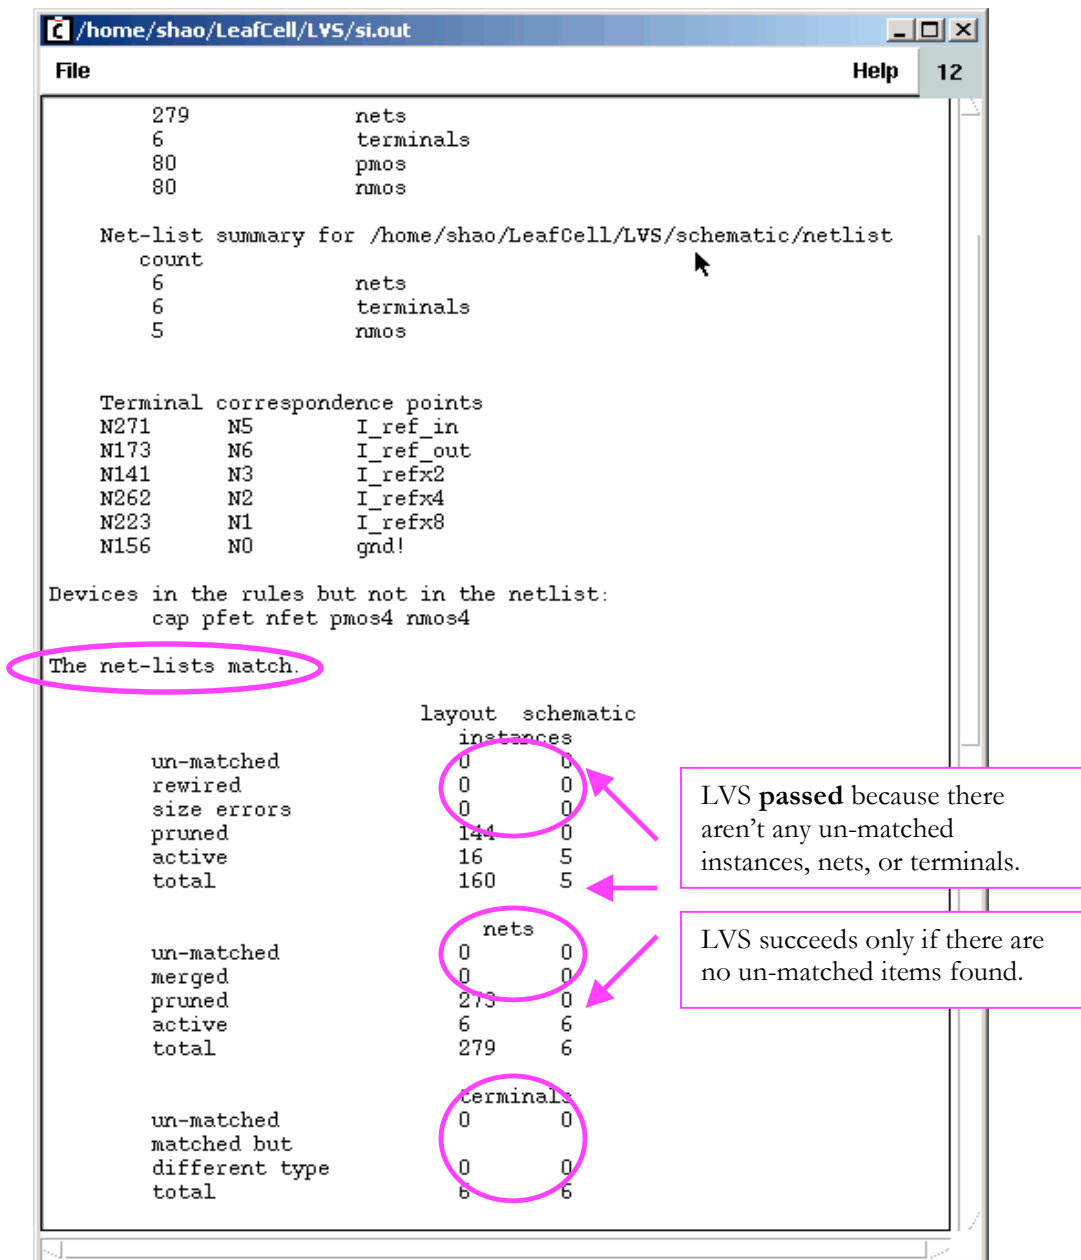 /home/shao/LeafCell/LVS/si.out
File Help 12
279 nets
6 terminals
80 pmos
80 nmos
Net-list summary for /home/shao/LeafCell/LVS/schematic/netlist
count
6 nets
6 terminals
5 nmos
Terminal correspondence points
N271 N5 I_ref_in
N173 N6 I_ref_out
N141 N3 I_refx2
N262 N2 I_refx4
N223 N1 I_refx8
N156 N0 gnd!
Devices in the rules but not in the netlist:
cap pfet nfet pmos4 nmos4
The net-lists match.
layout schematic
instances
un-matched 0 0
rewired 0 0
size errors 0 0
pruned 144 0
active 16 5
total 160 5
LVS passed because there
aren't any un-matched
instances, nets, or terminals.
nets
un-matched 0 0
merged 0 0
pruned 273 0
active 6 6
total 279 6
LVS succeeds only if there are
no un-matched items found.
terminals
un-matched 0 0
matched but
different type 0 0
total 6 6